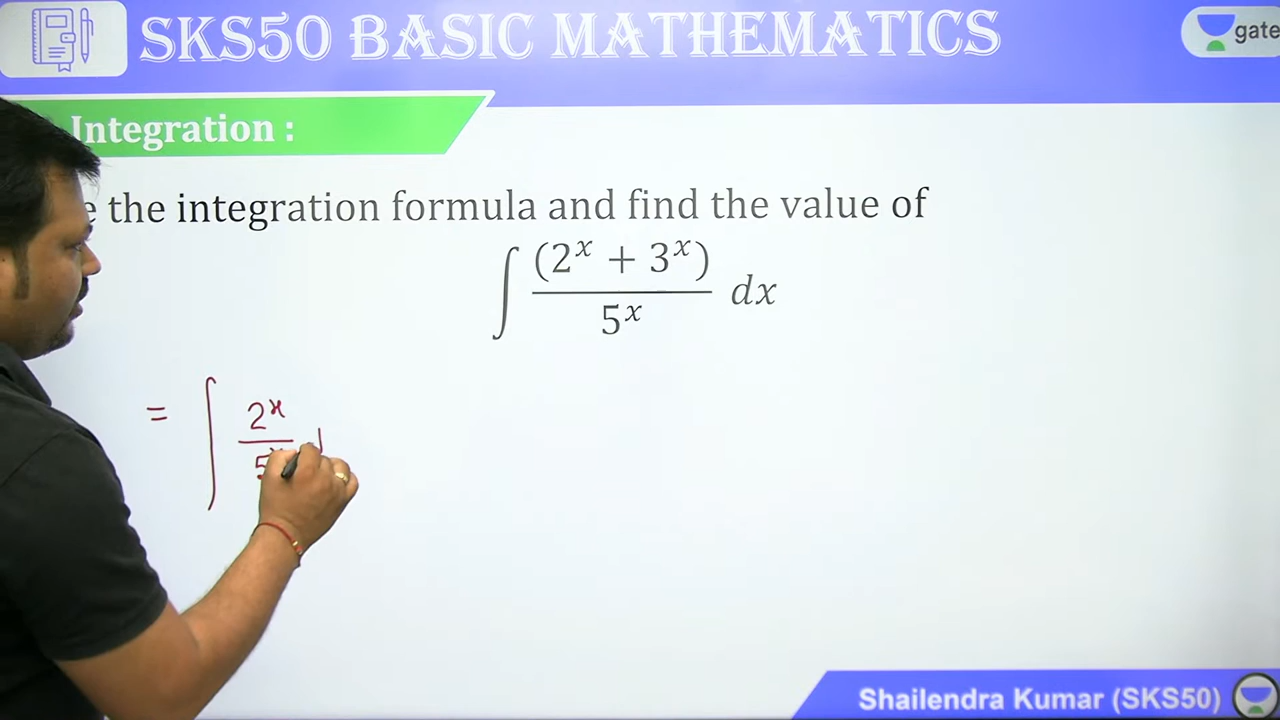 SKS50 BASIC MATHEMATICS
gate
Integration :
the integration formula and find the value of
∫ (2^x + 3^x) / 5^x dx
= ∫ 2^x / 5
Shailendra Kumar (SKS50)